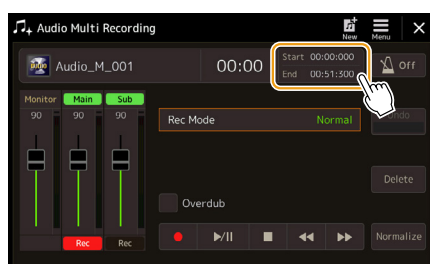 Audio Multi Recording
New
Menu
Audio_M_001
00:00
Start 00:00:000
End 00:51:300
Off
Monitor Main Sub
90 90 90
Rec Mode Normal
Undo
Delete
Overdub
Rec Rec
Normalize